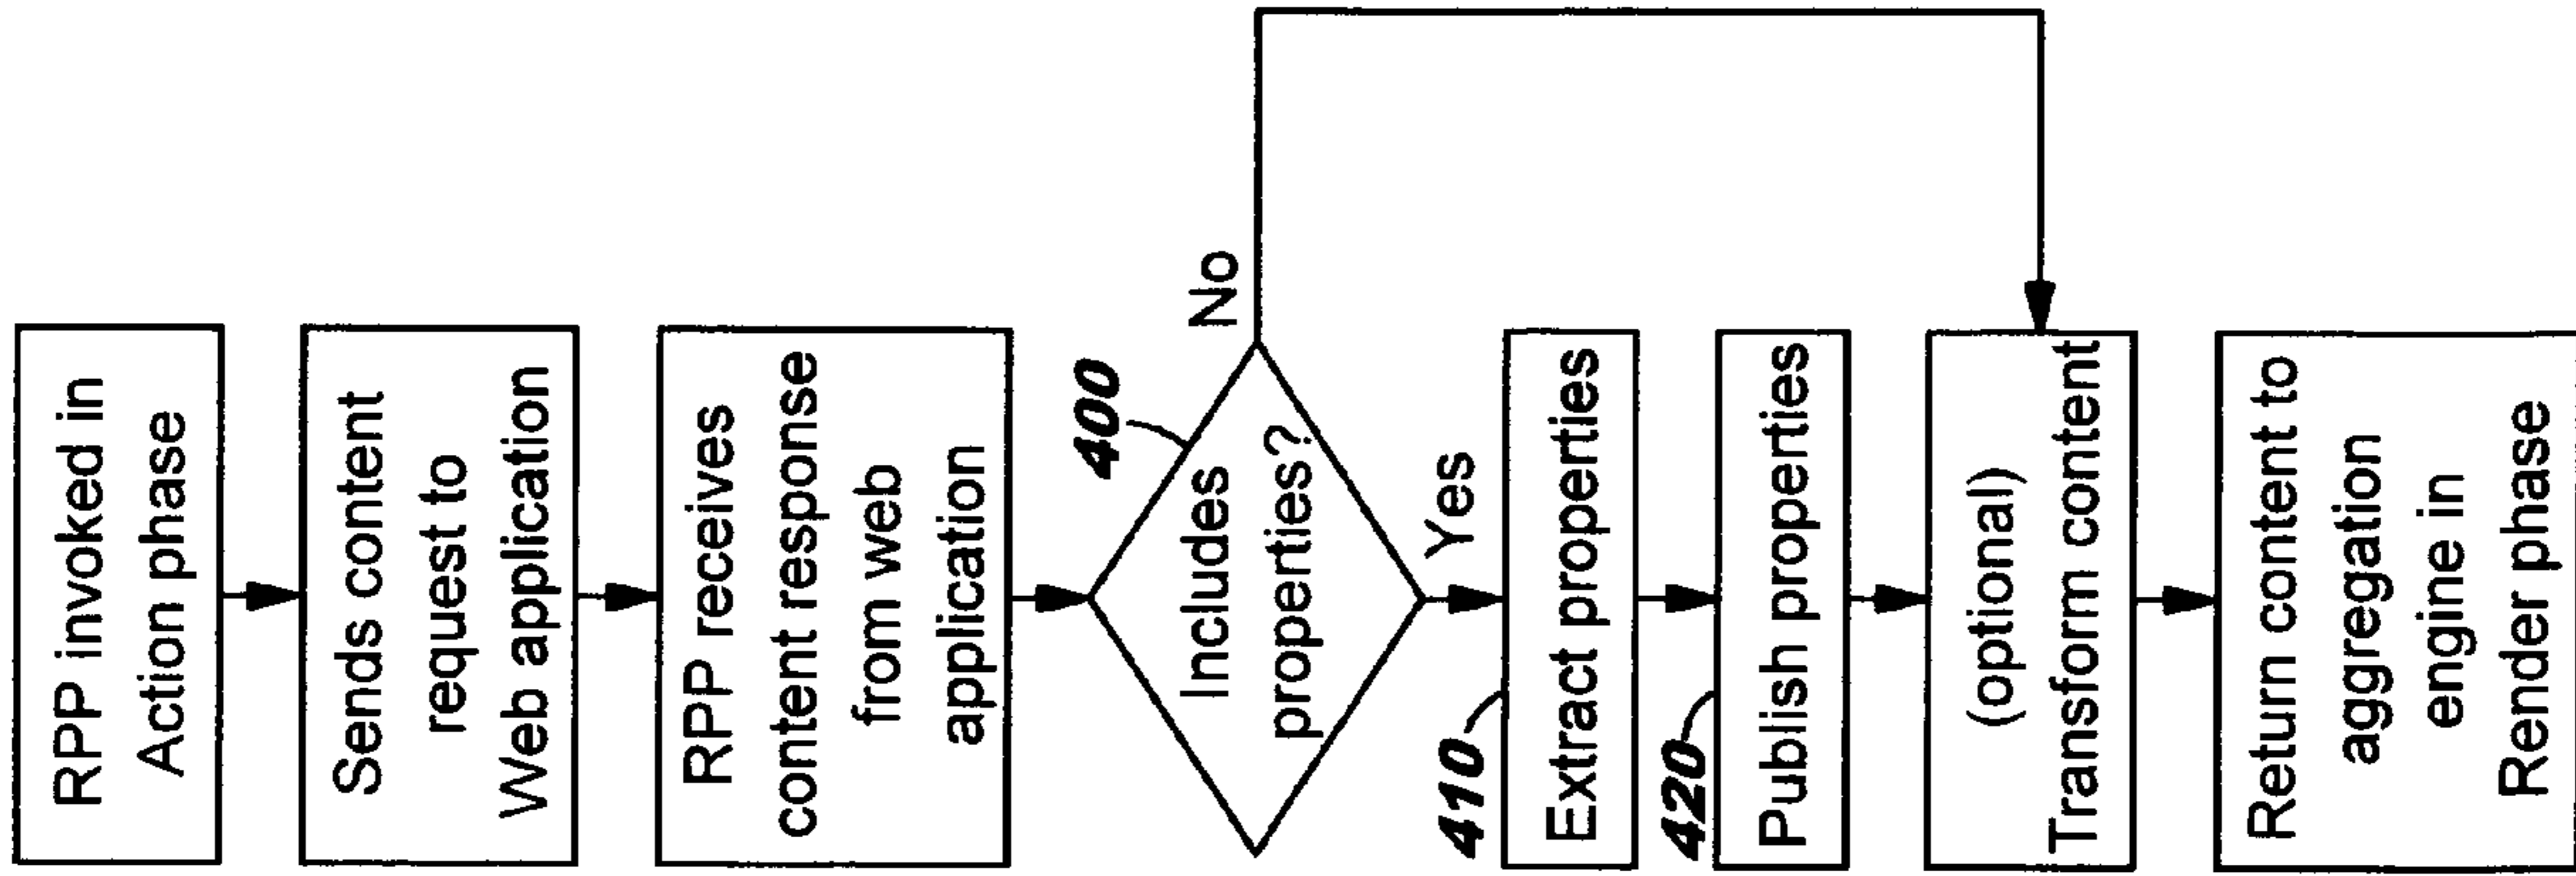 RPP invoked in
Action phase
Sends content
request to
Web application
RPP receives
content response
from web
application
400
Includes
properties?
No
Yes
410
Extract properties
420
Publish properties
(optional)
Transform content
Return content to
aggregation
engine in
Render phase